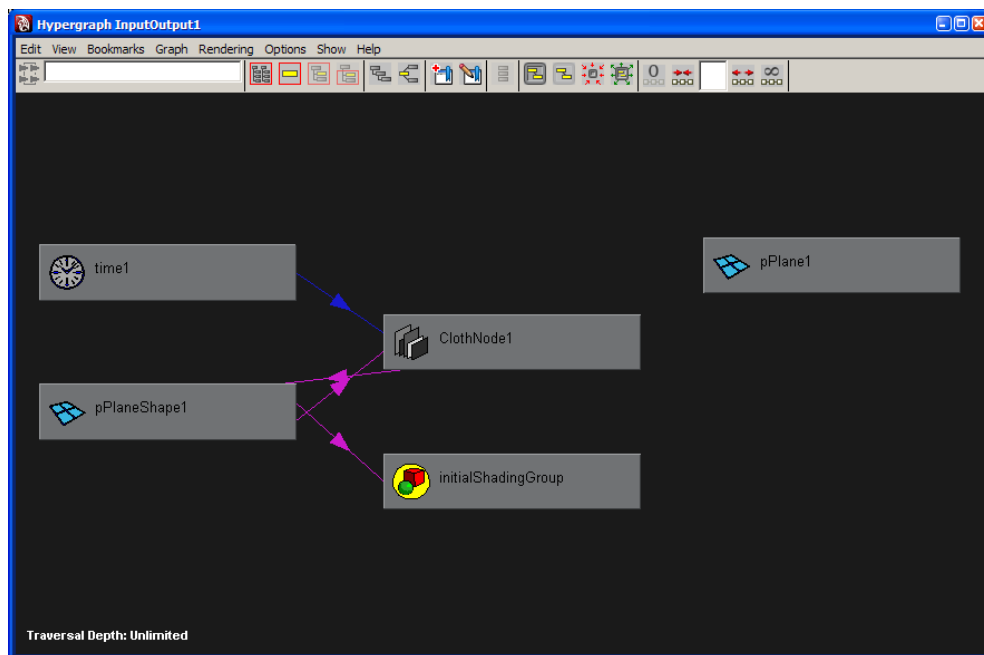 Hypergraph InputOutput1
Edit View Bookmarks Graph Rendering Options Show Help
0 ∞
time1
pPlane1
ClothNode1
pPlaneShape1
initialShadingGroup
Traversal Depth: Unlimited